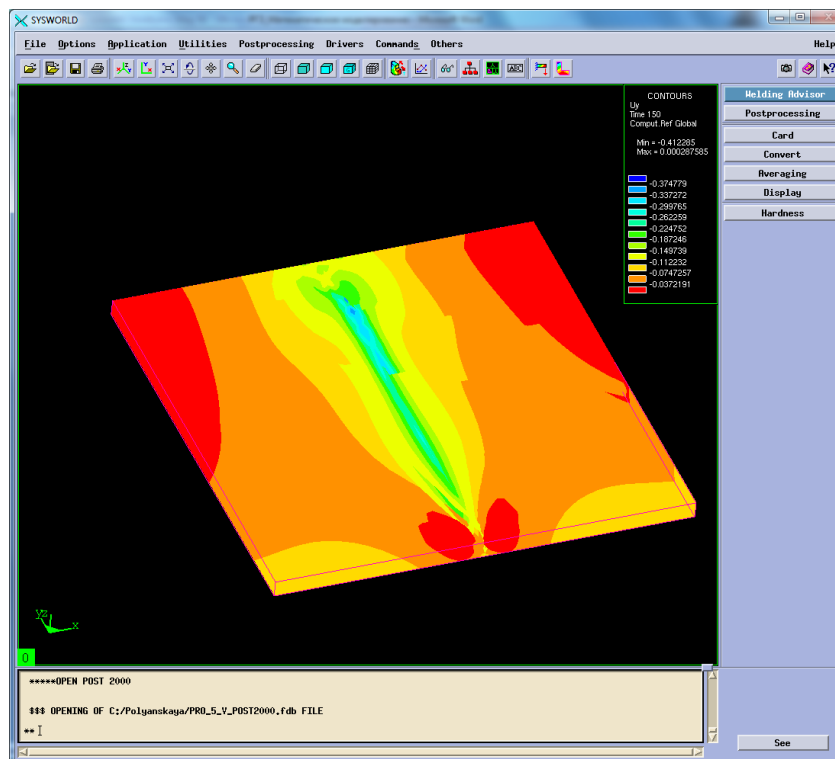 SYSWORLD
File Options Application Utilities Postprocessing Drivers Commands Others Help
ABC
CONTOURS
Uy
Time 150
Comput.Ref Global
Min = -0.412285
Max = 0.000287585
-0.374779
-0.337272
-0.299765
-0.262259
-0.224752
-0.187246
-0.149739
-0.112232
-0.0747257
-0.0372191
Welding Advisor
Postprocessing
Card
Convert
Averaging
Display
Hardness
YZ
X
0
*****OPEN POST 2000
$$$ OPENING OF C:/Polyanskaya/PRO_5_V_POST2000.fdb FILE
**
See